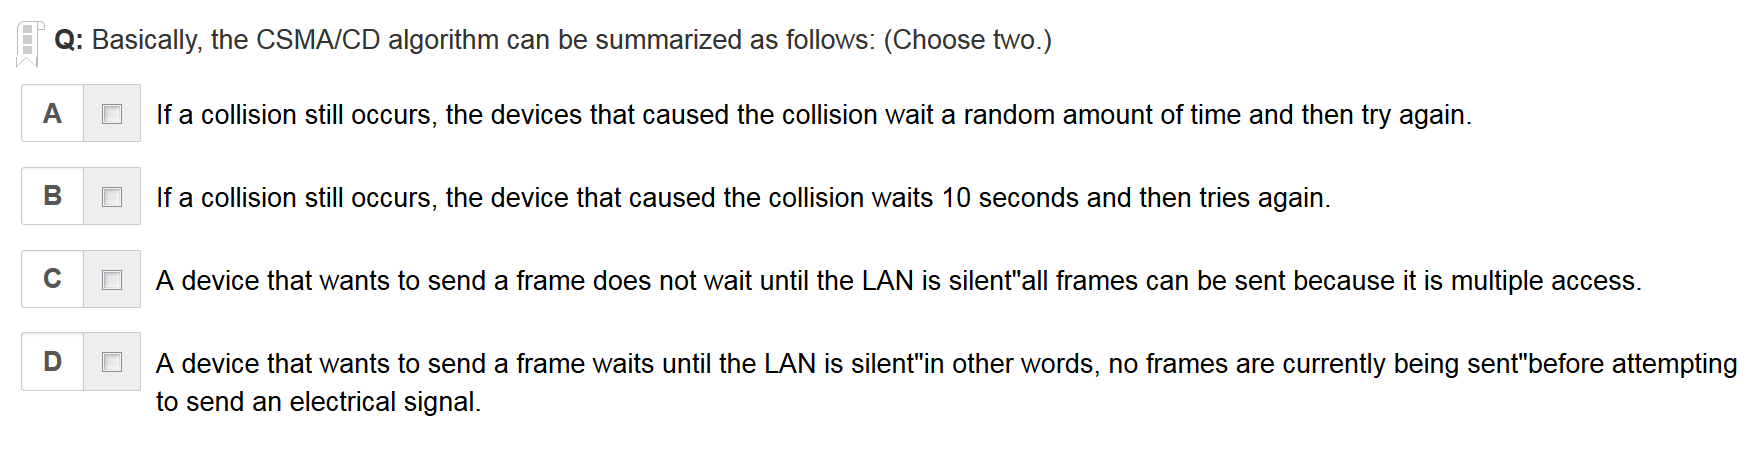 Q: Basically, the CSMA/CD algorithm can be summarized as follows: (Choose two.)
A If a collision still occurs, the devices that caused the collision wait a random amount of time and then try again.
B If a collision still occurs, the device that caused the collision waits 10 seconds and then tries again.
C A device that wants to send a frame does not wait until the LAN is silent"all frames can be sent because it is multiple access.
D A device that wants to send a frame waits until the LAN is silent"in other words, no frames are currently being sent"before attempting
to send an electrical signal.